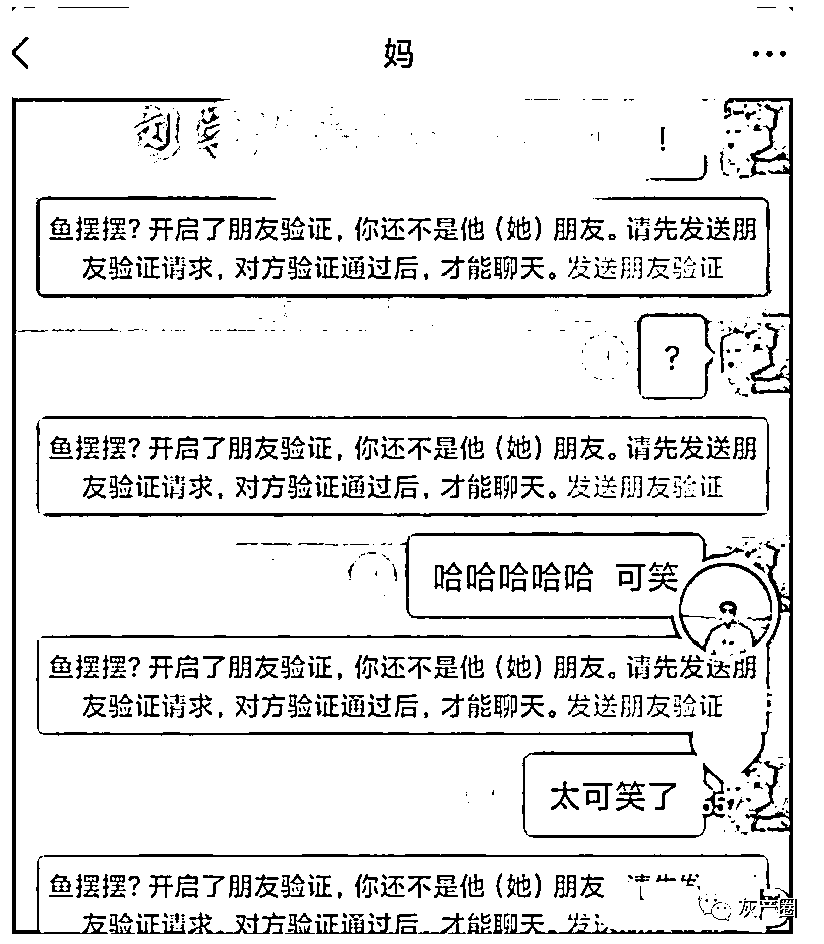 妈
!
鱼摆摆？开启了朋友验证，你还不是他（她）朋友。请先发送朋
友验证请求，对方验证通过后，才能聊天。发送朋友验证
?
鱼摆摆？开启了朋友验证，你还不是他（她）朋友。请先发送朋
友验证请求，对方验证通过后，才能聊天。发送朋友验证
哈哈哈哈哈 可笑
鱼摆摆？开启了朋友验证，你还不是他（她）朋友。请先发送朋
友验证请求，对方验证通过后，才能聊天。发送朋友验证
太可笑了
鱼摆摆？开启了朋友验证，你还不是他（她）朋友
友验证请求，对方验证通过后，才能聊天。发
灰产圈